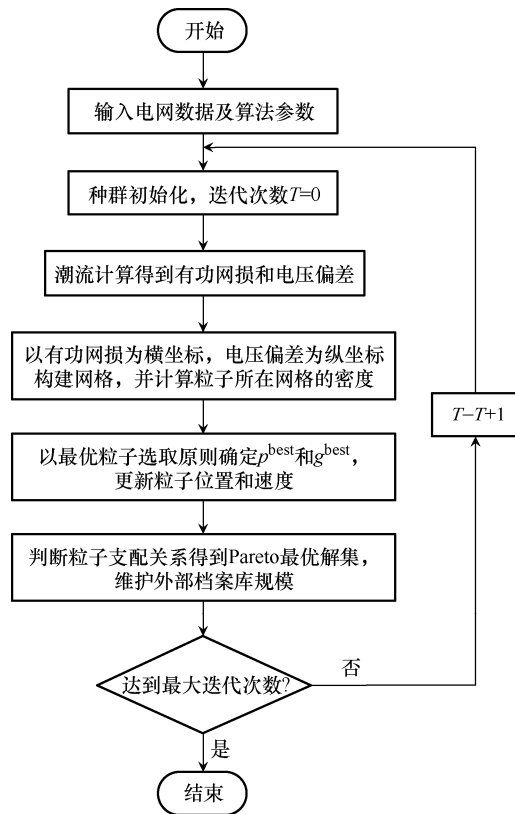 开始
输入电网数据及算法参数
种群初始化，迭代次数T=0
潮流计算得到有功网损和电压偏差
以有功网损为横坐标，电压偏差为纵坐标
构建网格，并计算粒子所在网格的密度
T−T+1
以最优粒子选取原则确定p^best和g^best，
更新粒子位置和速度
判断粒子支配关系得到Pareto最优解集，
维护外部档案库规模
达到最大迭代次数?
否
是
结束